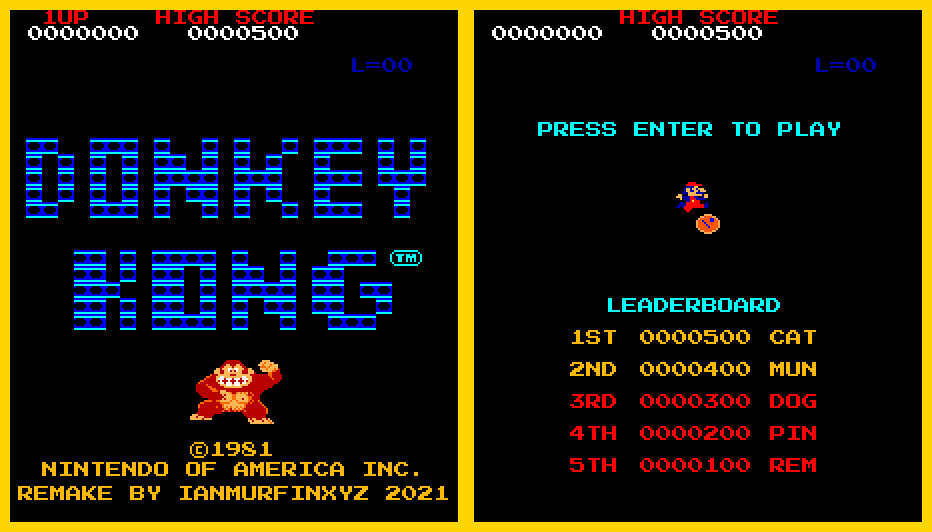 1UP HIGH SCORE
0000000 0000500
L=00
DONKEY
KONG TM
©1981
NINTENDO OF AMERICA INC.
REMAKE BY IANMURFINXYZ 2021
HIGH SCORE
0000000 0000500
L=00
PRESS ENTER TO PLAY
LEADERBOARD
1ST 0000500 CAT
2ND 0000400 MUN
3RD 0000300 DOG
4TH 0000200 PIN
5TH 0000100 REM